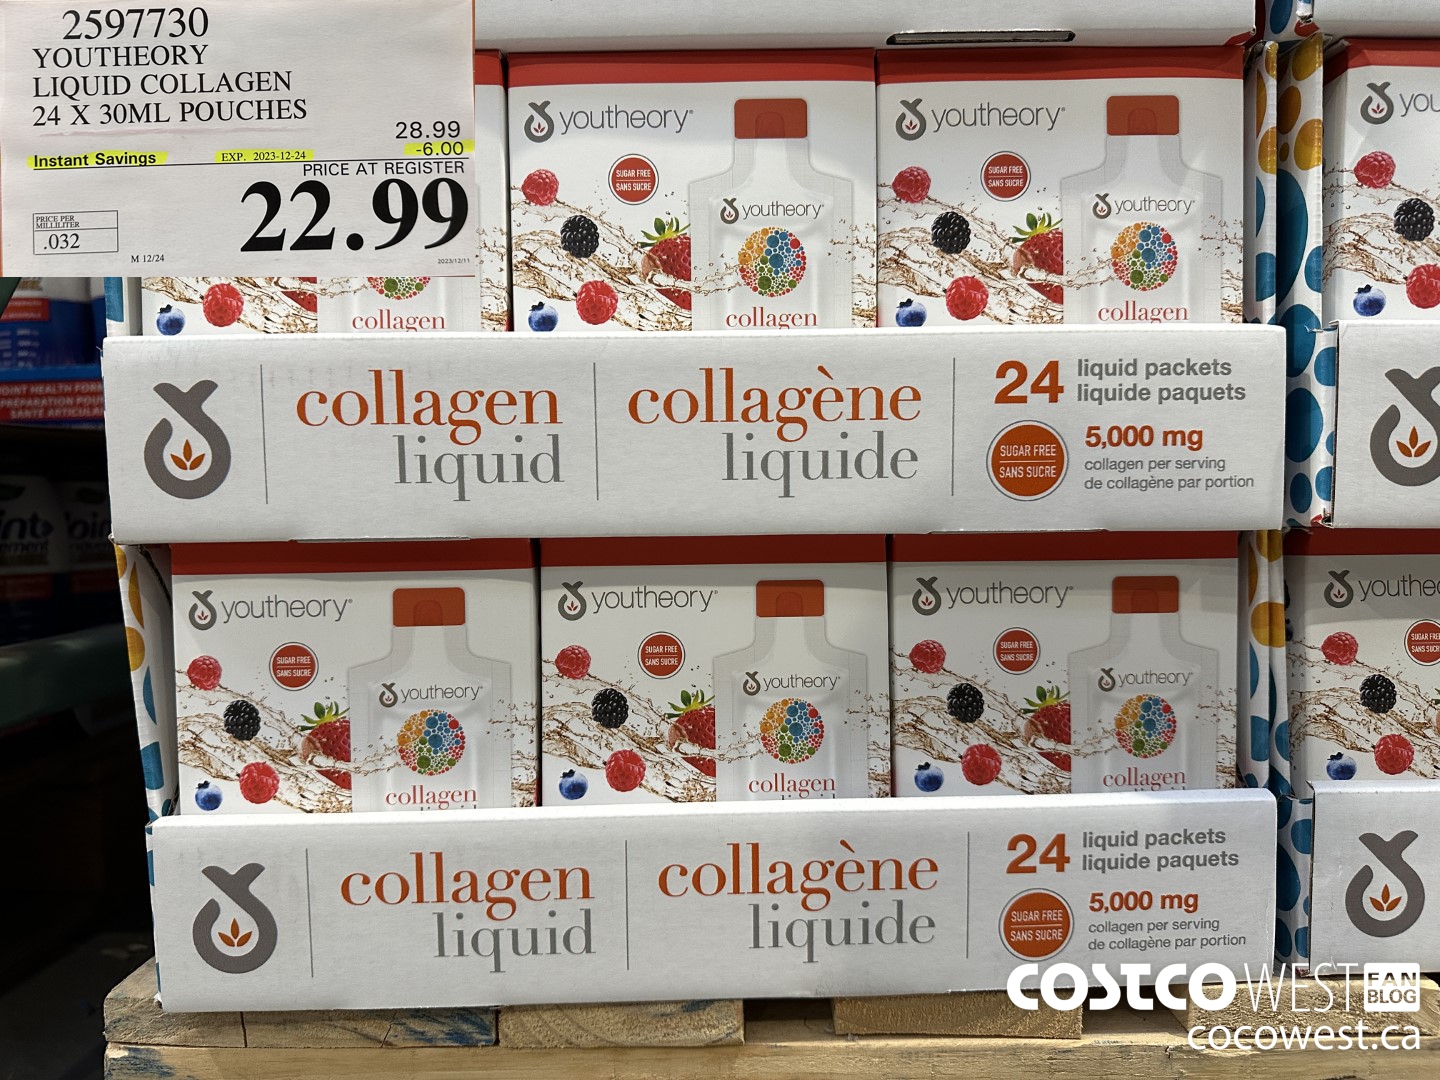 2597730
YOUTHEORY
LIQUID COLLAGEN
24 X 30ML POUCHES
28.99
Instant Savings EXP. 2023-12-24 -6.00
PRICE AT REGISTER
22.99
PRICE PER
MILLILITER
.032
M 12/24
2023/12/11
youtheory
SUGAR FREE
SANS SUCRE
youtheory
collagen
youtheory
SUGAR FREE
SANS SUCRE
youtheory
collagen
collagen
you
collagen
liquid
collagène
liquide
24 liquid packets
liquide paquets
SUGAR FREE
SANS SUCRE
5,000 mg
collagen per serving
de collagène par portion
youtheory
SUGAR FREE
SANS SUCRE
youtheory
collagen
youtheory
SUGAR FREE
SANS SUCRE
youtheory
collagen
youtheory
SUGAR FREE
SANS SUCRE
youtheory
collagen
youtheo
SUGAR FREE
SANS SUCRE
collagen
liquid
collagène
liquide
24 liquid packets
liquide paquets
SUGAR FREE
SANS SUCRE
5,000 mg
collagen per serving
de collagène par portion
COSTCO WEST FAN
BLOG
cocowest.ca